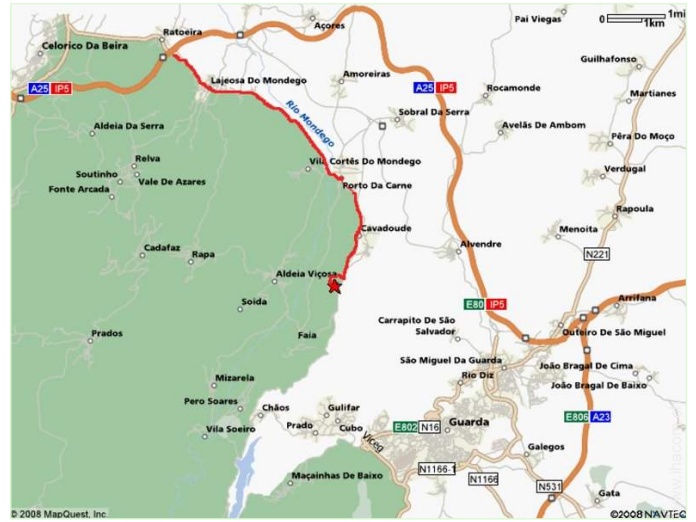 Pai Viegas
0
1mi
1km
Açores
Ratoeira
Celorico Da Beira
Guilhafonso
A25 IP5
Lajeosa Do Mondego
Amoreiras
A25 IP5
Rocamonde
Martianes
Rio Mondego
Sobral Da Serra
Aldeia Da Serra
Avelãs De Ambom
Pêra Do Moço
Relva
Vila Cortês Do Mondego
Soutinho
Vale De Azares
Verdugal
Fonte Arcada
Porto Da Carne
Rapoula
Cavadoude
Menoita
Cadafaz
Rapa
Alvendre
N221
Aldeia Viçosa
Soida
E80 IP5
Arrifana
Carrapito De São
Salvador
Outeiro De São Miguel
Prados
Faia
São Miguel Da Guarda
João Bragal De Cima
Rio Diz
João Bragal De Baixo
Mizarela
Pero Soares
Chãos
Gulifar
E806 A23
Prado
Cubo
E802 N16
Guarda
Vila Soeiro
Viceg
Galegos
N1166-1
N1166
Maçainhas De Baixo
N531
Gata
© 2008 MapQuest, Inc
©2008 NAVTEQ